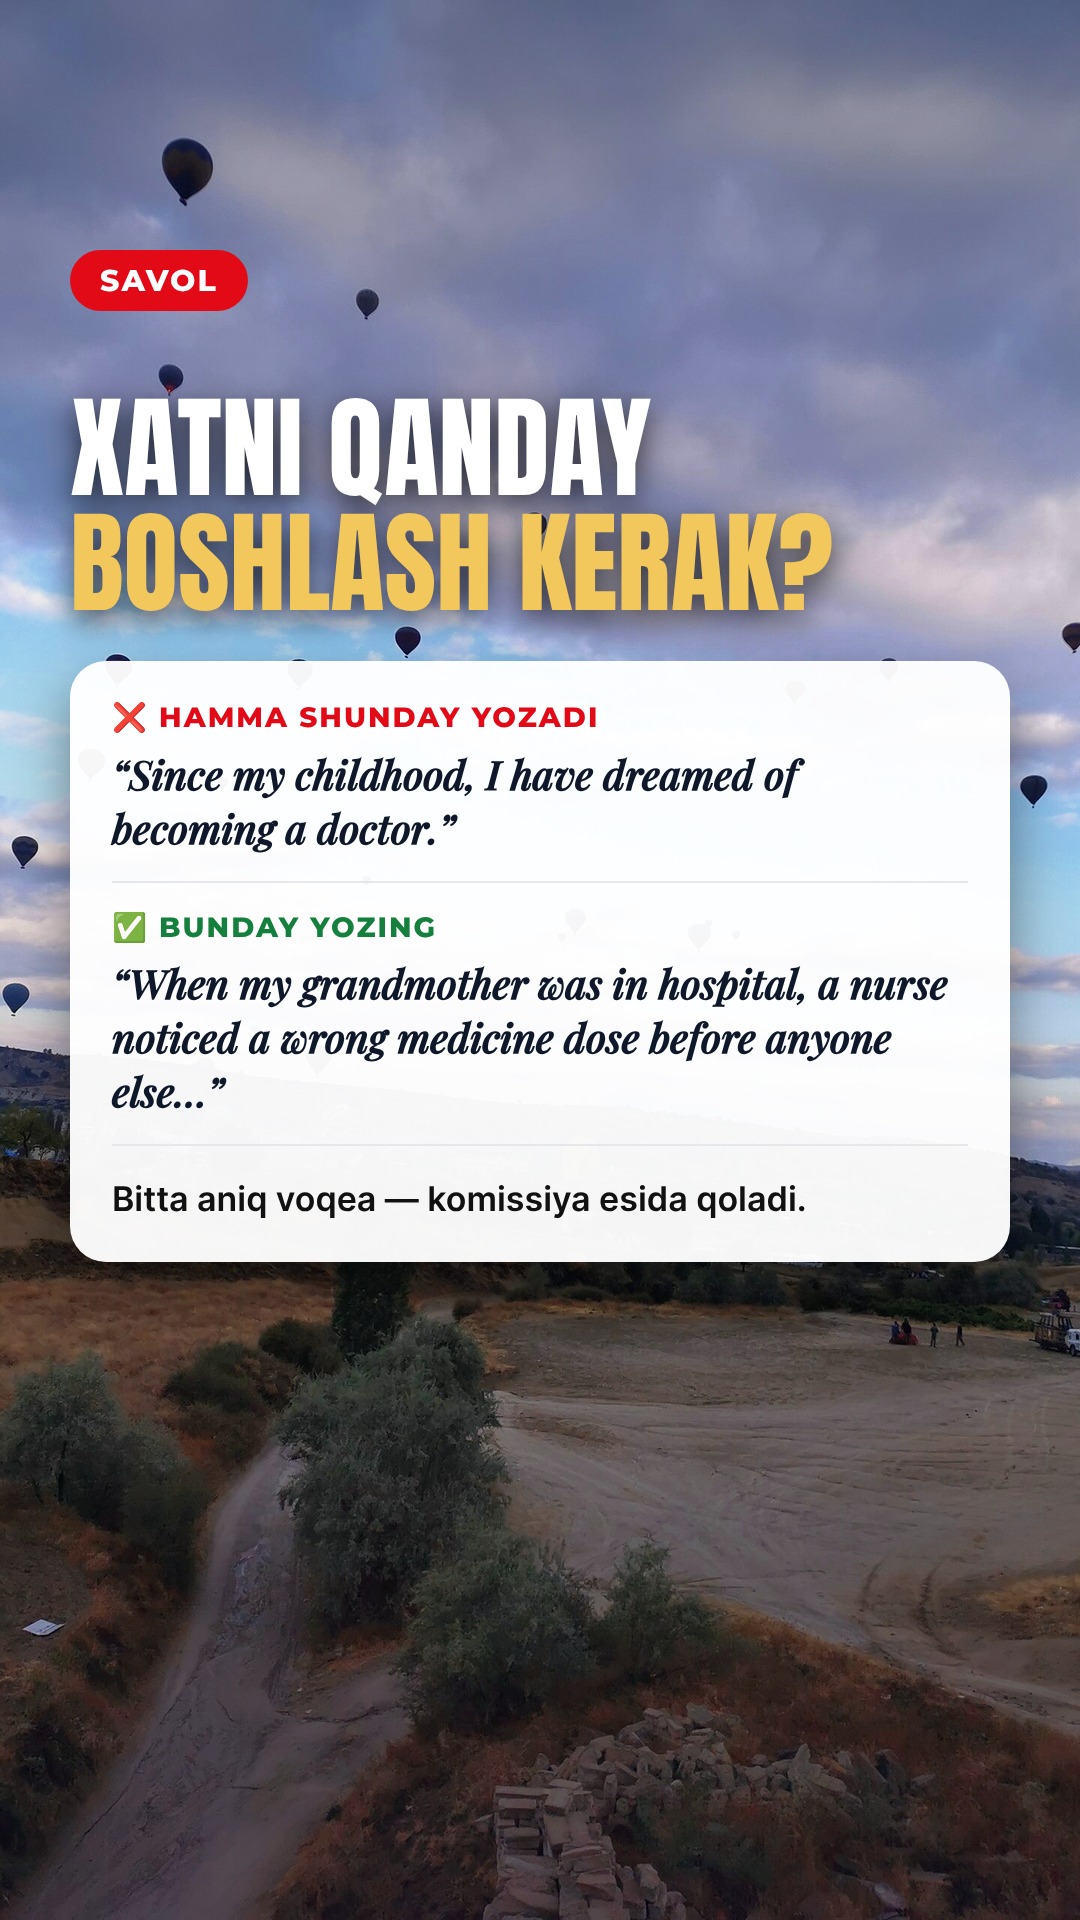 SAVOL
XATNI QANDAY
BOSHLASH KERAK?
❌ HAMMA SHUNDAY YOZADI
“Since my childhood, I have dreamed of
becoming a doctor.”
✅ BUNDAY YOZING
“When my grandmother was in hospital, a nurse
noticed a wrong medicine dose before anyone
else...”
Bitta aniq voqea — komissiya esida qoladi.